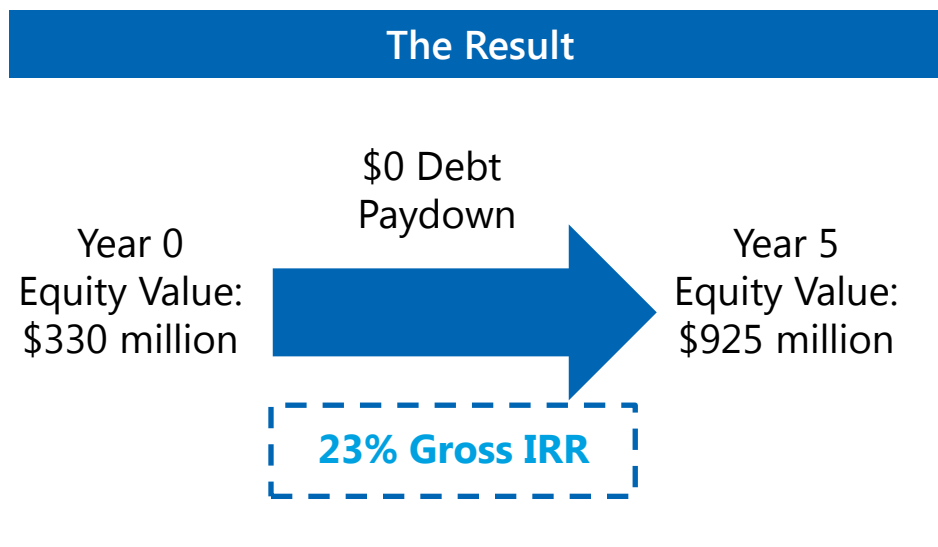 The Result
$0 Debt
Paydown
Year 0
Equity Value:
$330 million
Year 5
Equity Value:
$925 million
23% Gross IRR